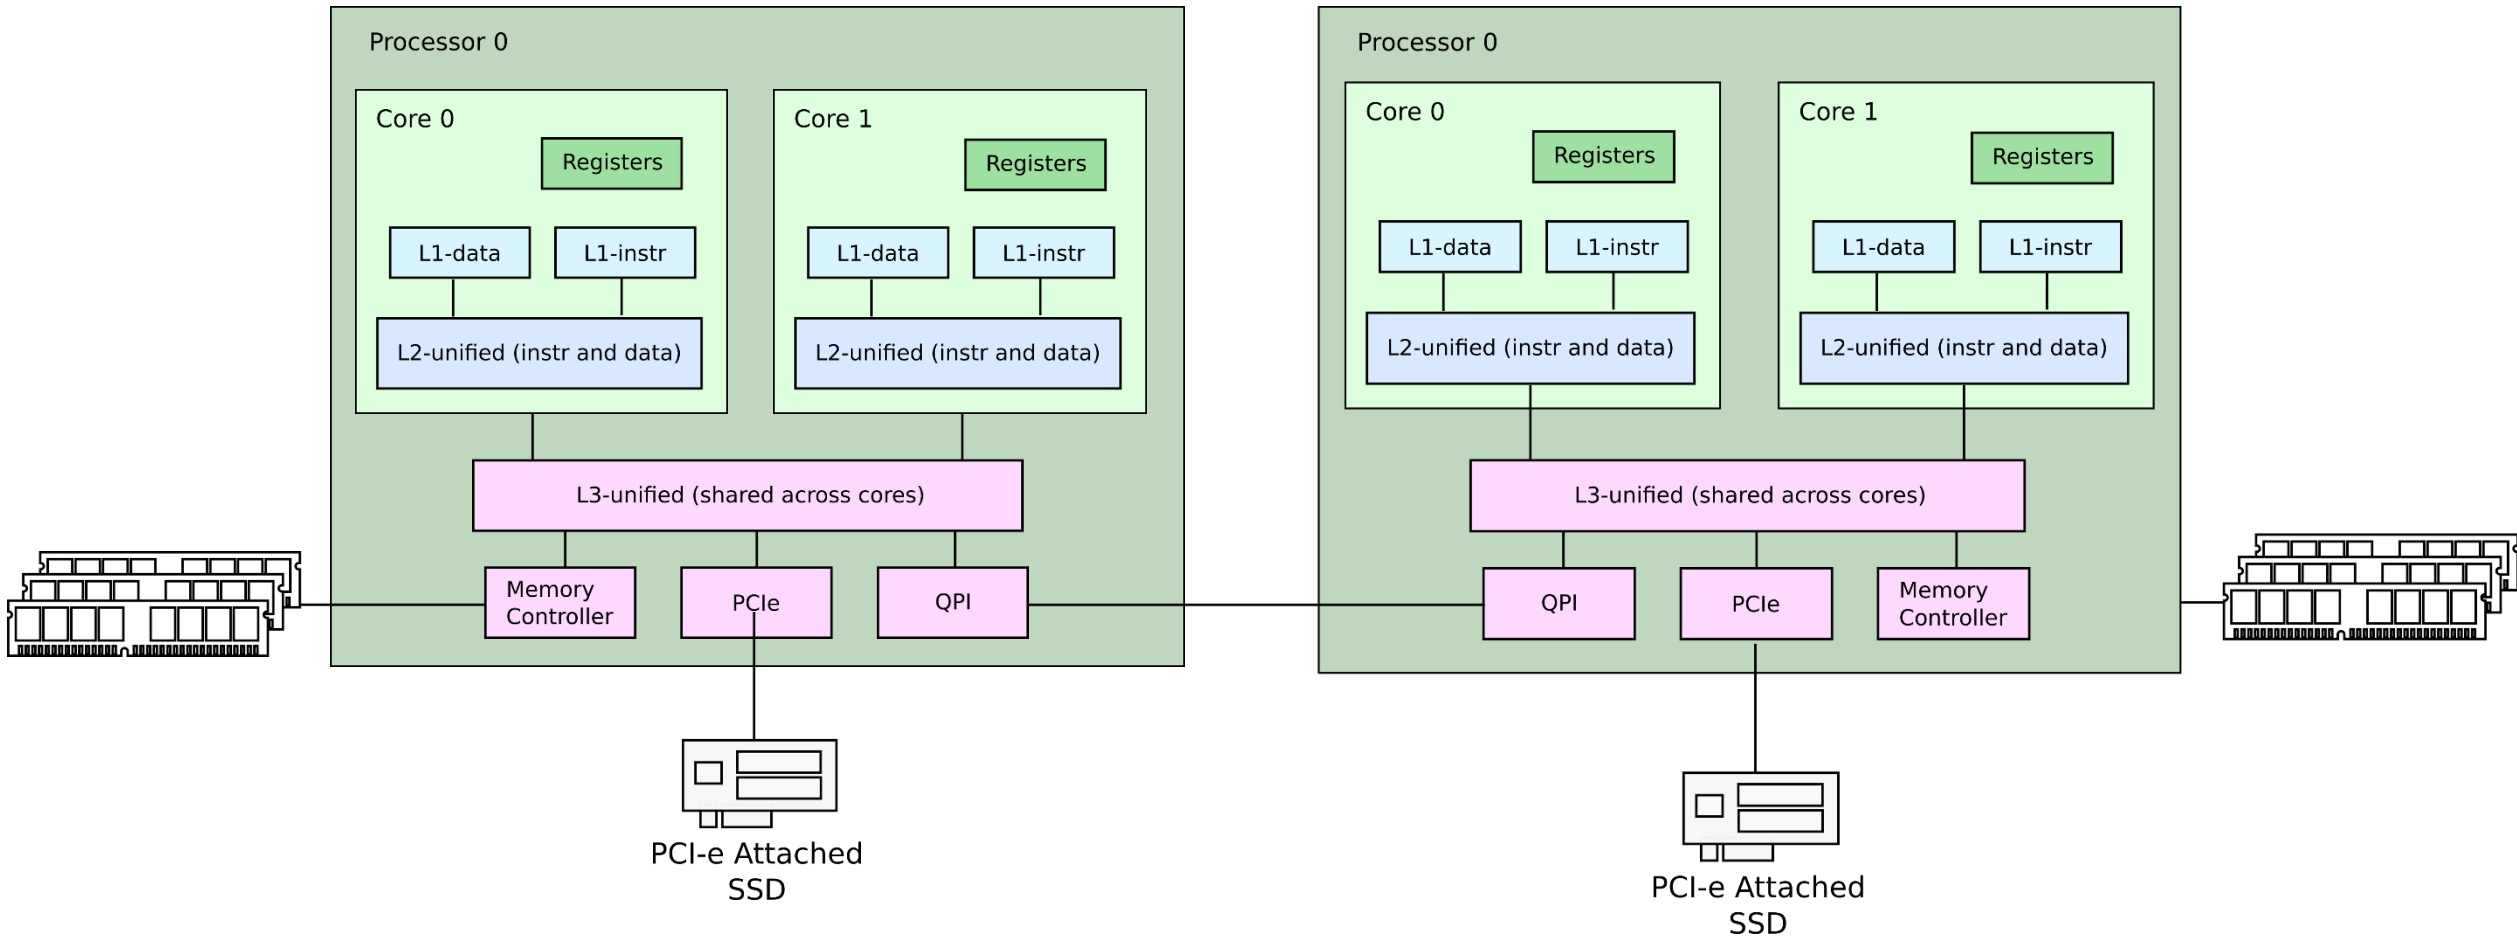 Processor 0
Core 0
Registers
L1-data
L1-instr
L2-unified (instr and data)
Core 1
Registers
L1-data
L1-instr
L2-unified (instr and data)
L3-unified (shared across cores)
Memory
Controller
PCIe
QPI
PCI-e Attached
SSD
Processor 0
Core 0
Registers
L1-data
L1-instr
L2-unified (instr and data)
Core 1
Registers
L1-data
L1-instr
L2-unified (instr and data)
L3-unified (shared across cores)
QPI
PCIe
Memory
Controller
PCI-e Attached
SSD